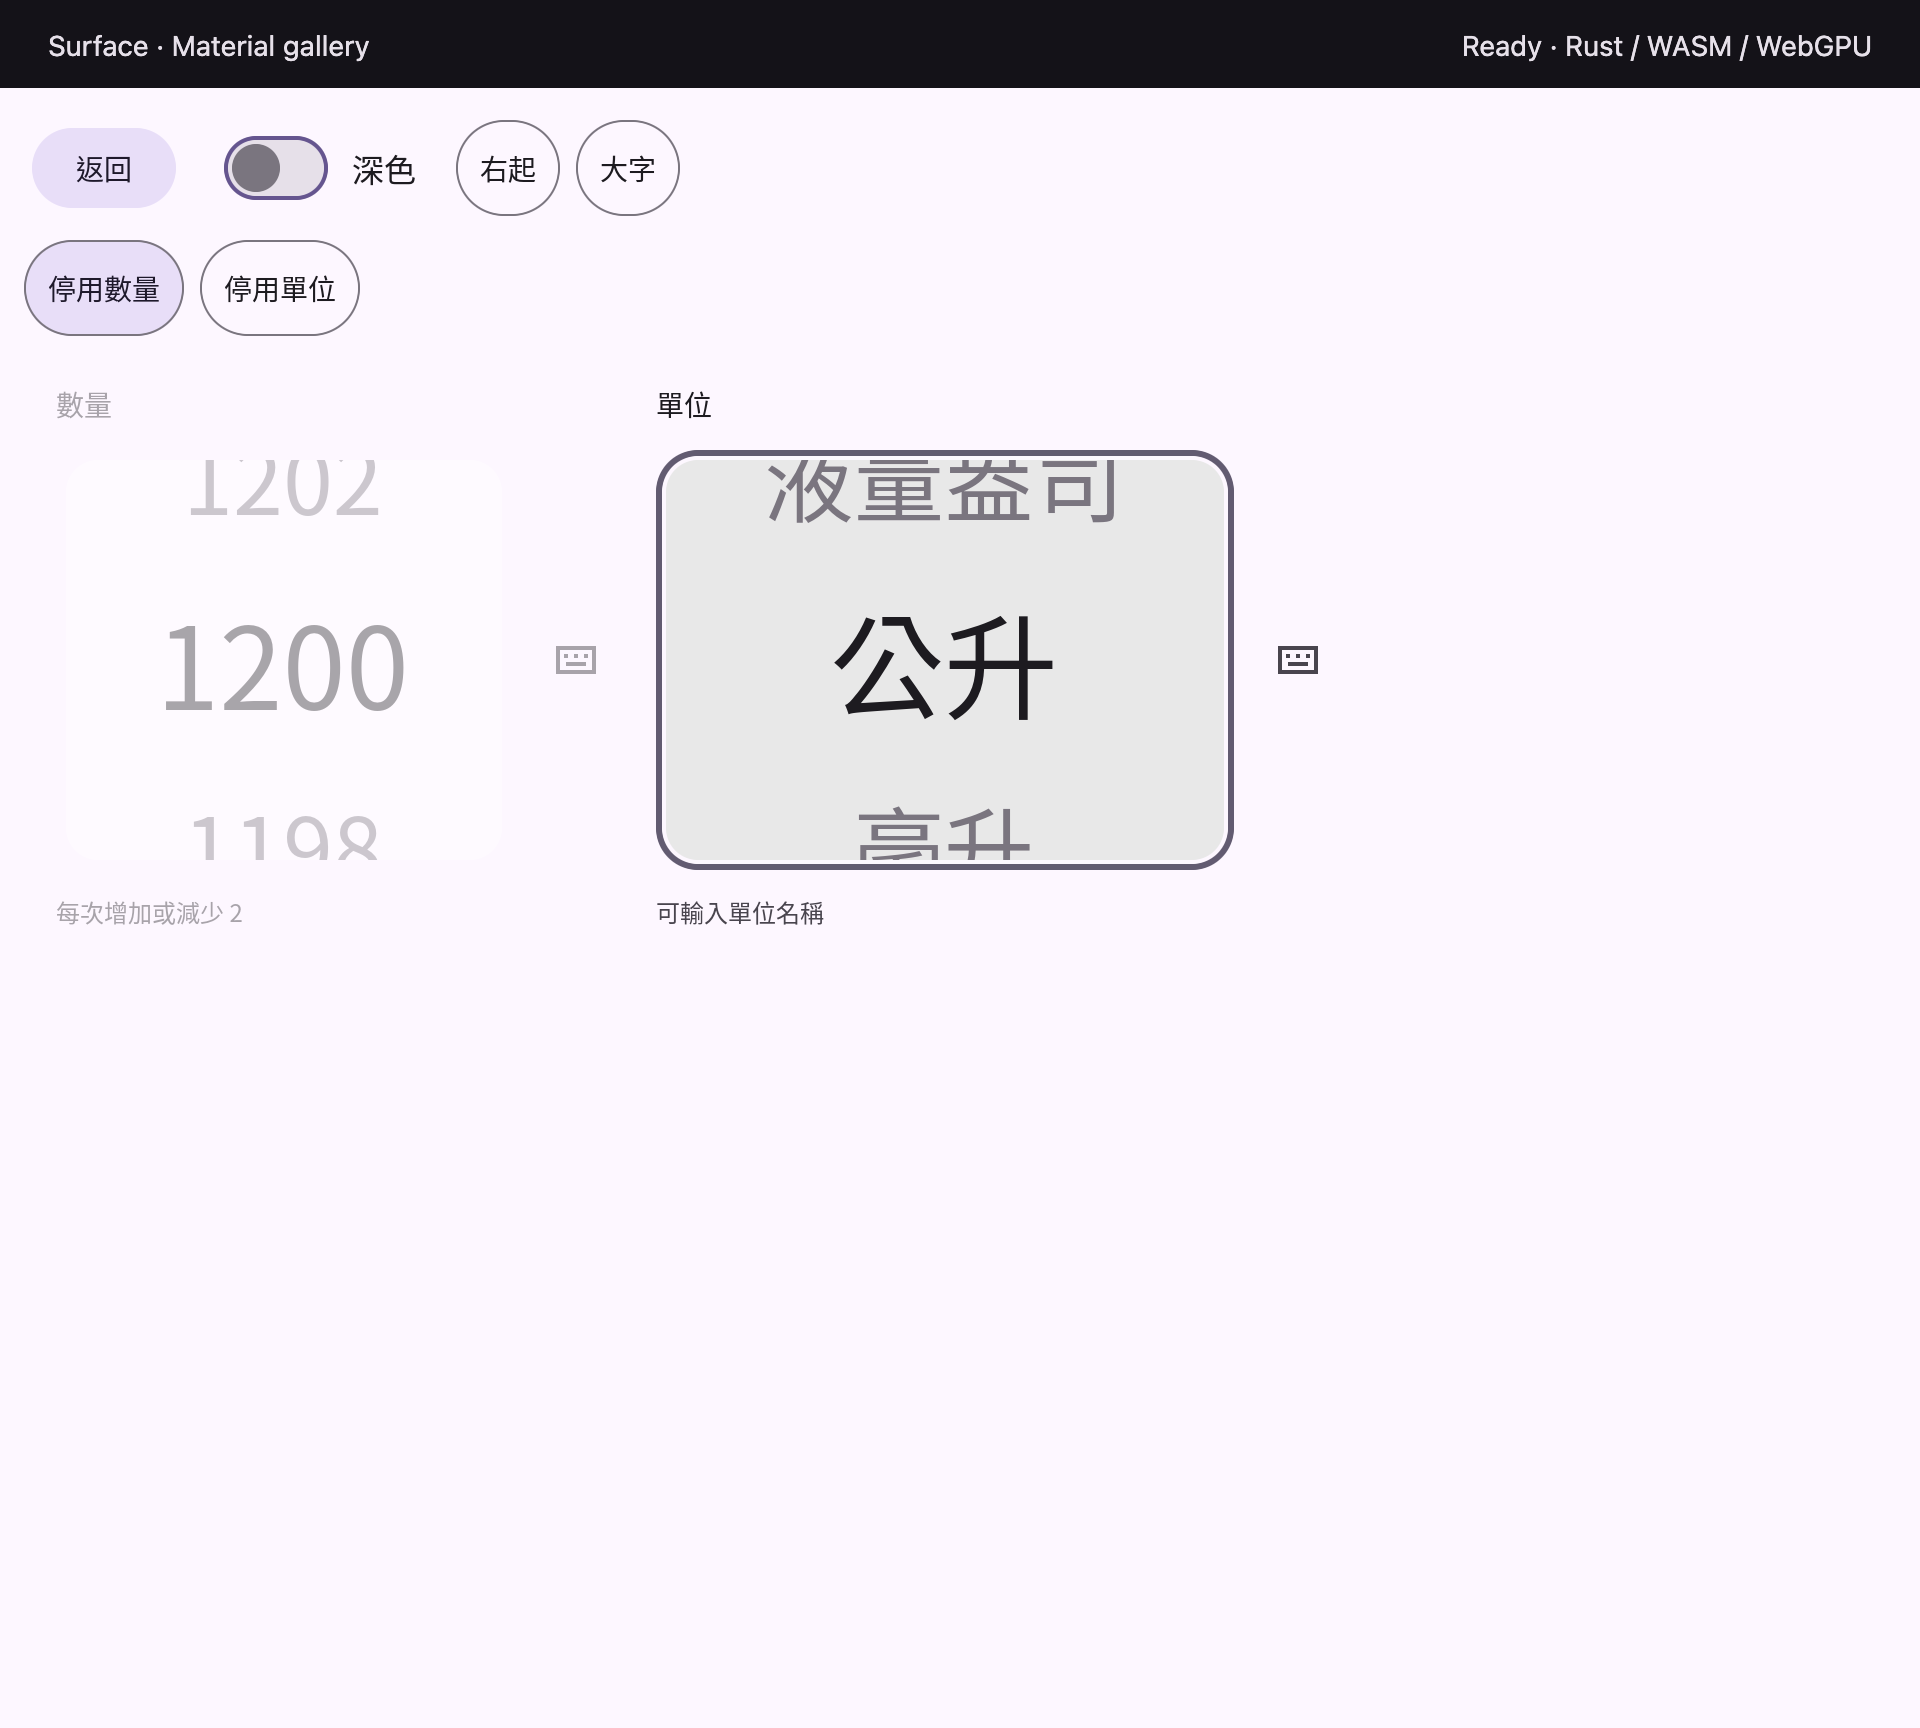 Surface · Material gallery
Ready · Rust / WASM / WebGPU
返回
深色
右起
大字
停用數量
停用單位
數量
1202
1200
1198
每次增加或減少 2
單位
液量盎司
公升
毫升
可輸入單位名稱